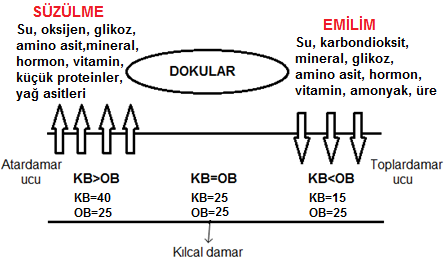 SÜZÜLME
Su, oksijen, glikoz,
amino asit,mineral,
hormon, vitamin,
küçük proteinler,
yağ asitleri
DOKULAR
EMİLİM
Su, karbondioksit,
mineral, glikoz,
amino asit, hormon,
vitamin, amonyak, üre
Atardamar
ucu
KB>OB
KB=40
OB=25
KB=OB
KB=25
OB=25
KB<OB
KB=15
OB=25
Toplardamar
ucu
Kılcal damar